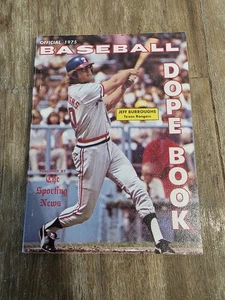 OFFICIAL 1975
BASEBALL
DOPE BOOK
JEFF BURROUGHS
Texas Rangers
The
Sporting
News